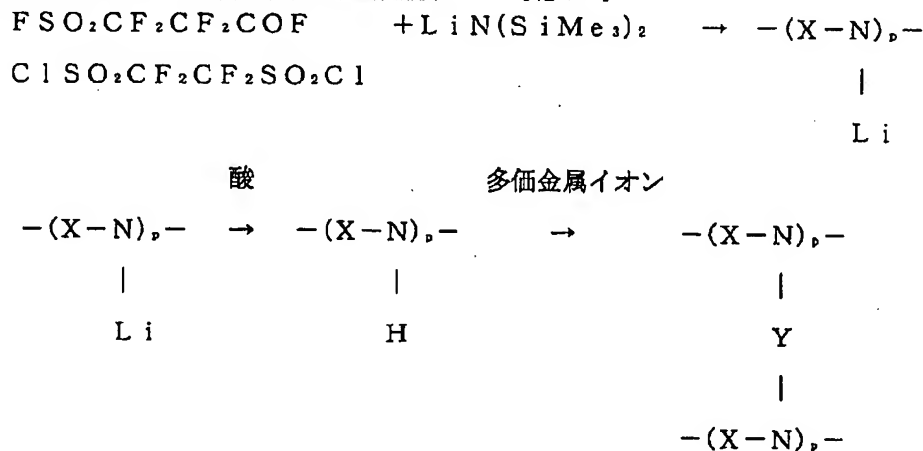 FSO₂CF₂CF₂COF +LiN(SiMe₃)₂ → −(X−N)ₚ−
ClSO₂CF₂CF₂SO₂Cl |
Li
酸 多価金属イオン
−(X−N)ₚ− → −(X−N)ₚ− → −(X−N)ₚ−
| | |
Li H Y
|
−(X−N)ₚ−